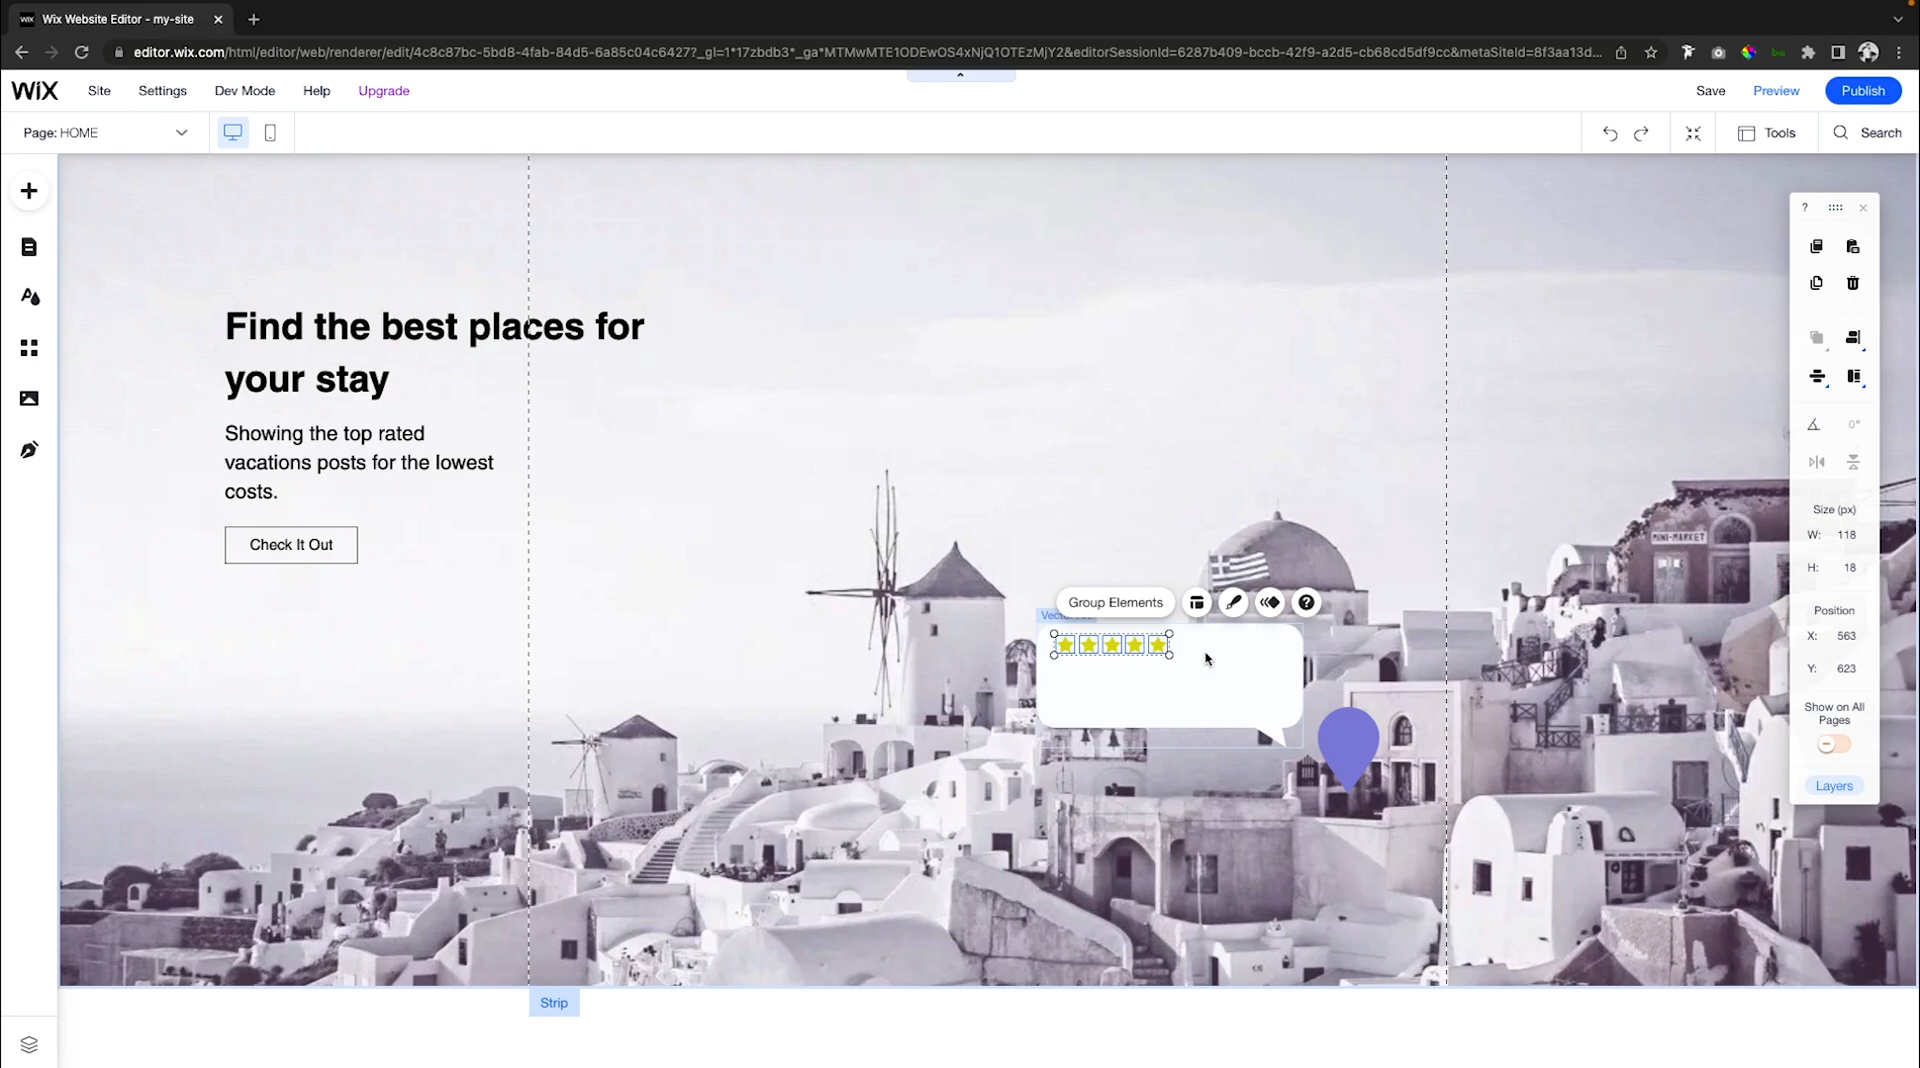 WiX Wix Website Editor - my-site
editor.wix.com/html/editor/web/renderer/edit/4c8c87bc-5bd8-4fab-84d5-6a85c04c6427?_gl=1*17zbdb3*_ga*MTMwMTE1ODEwOS4xNjQ1OTEzMjY2&editorSessionId=6287b409-bccb-42f9-a2d5-cb68cd5df9cc&metaSiteId=8f3aa13d...
WiX Site Settings Dev Mode Help Upgrade Save Preview Publish
Page: HOME Tools Search
Find the best places for
your stay
Showing the top rated
vacations posts for the lowest
costs.
Check It Out
MINI-MARKET
Group Elements ?
?
0°
Size (px)
W: 118
H: 18
Position
X: 563
Y: 623
Show on All
Pages
Layers
Strip